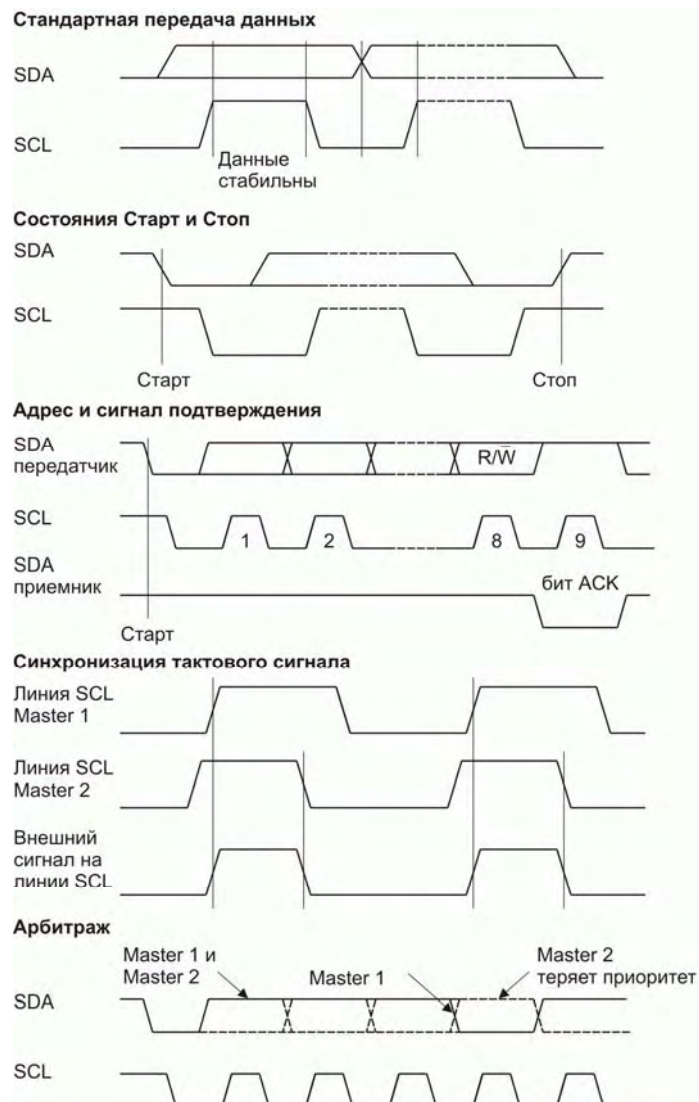 Стандартная передача данных
SDA
SCL
Данные
стабильны
Состояния Старт и Стоп
SDA
SCL
Старт
Стоп
Адрес и сигнал подтверждения
SDA
передатчик
R/W̅
SCL
1
2
8
9
SDA
приемник
бит ACK
Старт
Синхронизация тактового сигнала
Линия SCL
Master 1
Линия SCL
Master 2
Внешний
сигнал на
линии SCL
Арбитраж
Master 1 и
Master 2
Master 1
Master 2
теряет приоритет
SDA
SCL